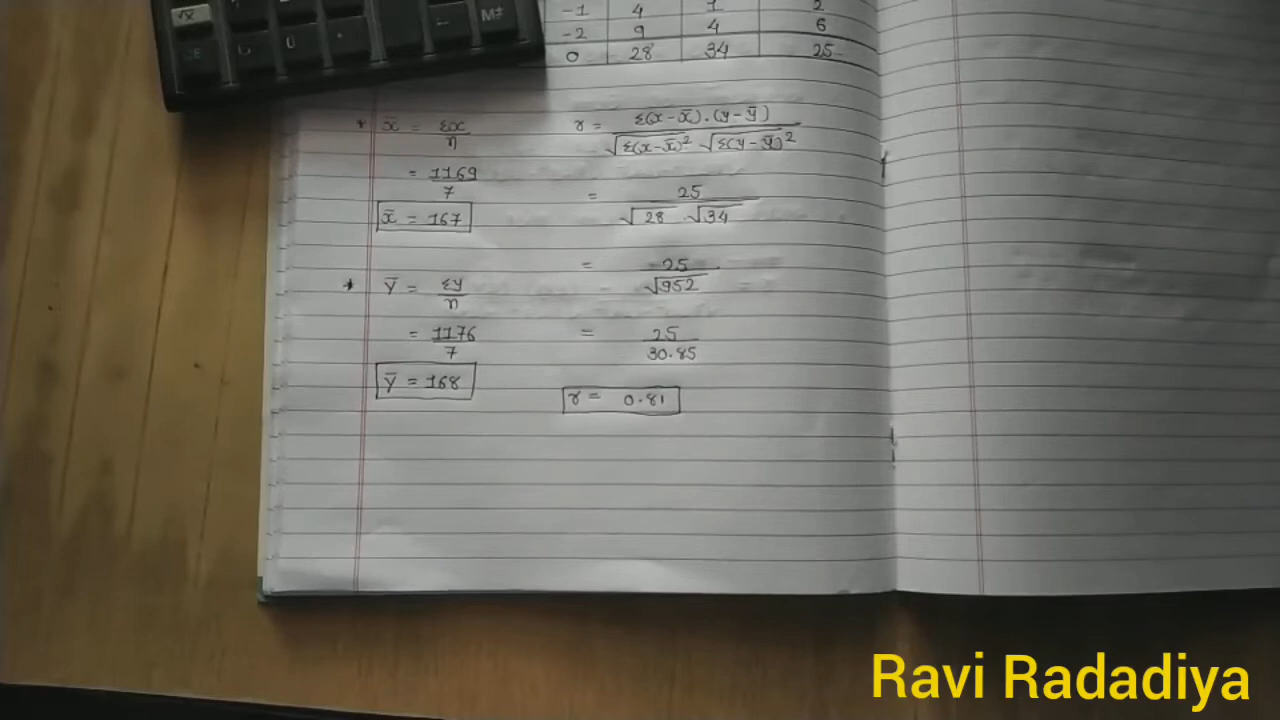 √x M±
-1 4 1 2
-2 9 4 6
0 28 34 25
* x̄ = Σx/n
= 1169/7
x̄ = 167
* ȳ = Σy/n
= 1176/7
ȳ = 168
r = Σ(x-x̄).(y-ȳ) / √Σ(x-x̄)² √Σ(y-ȳ)²
= 25 / √28 √34
= 25 / √952
= 25 / 30.85
r = 0.81
Ravi Radadiya